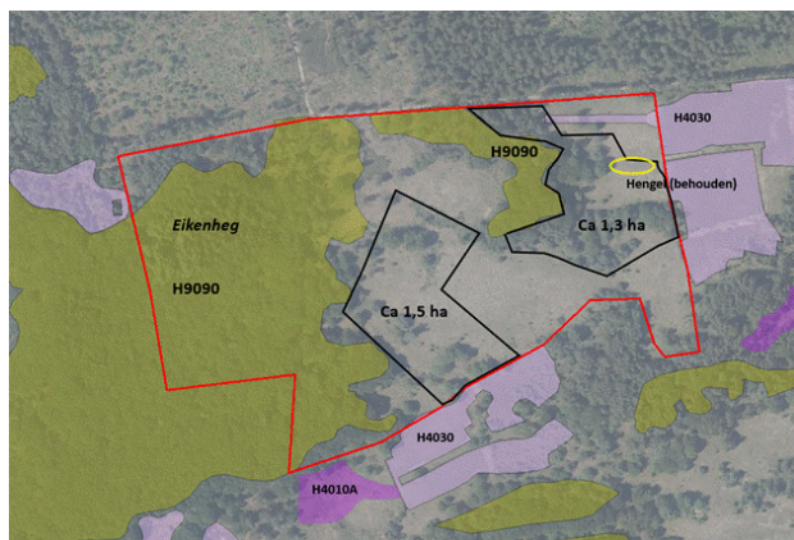 H4030
H9090
Hengel (behouden)
Eikenheg
Ca 1,3 ha
H9090
Ca 1,5 ha
H4030
H4010A